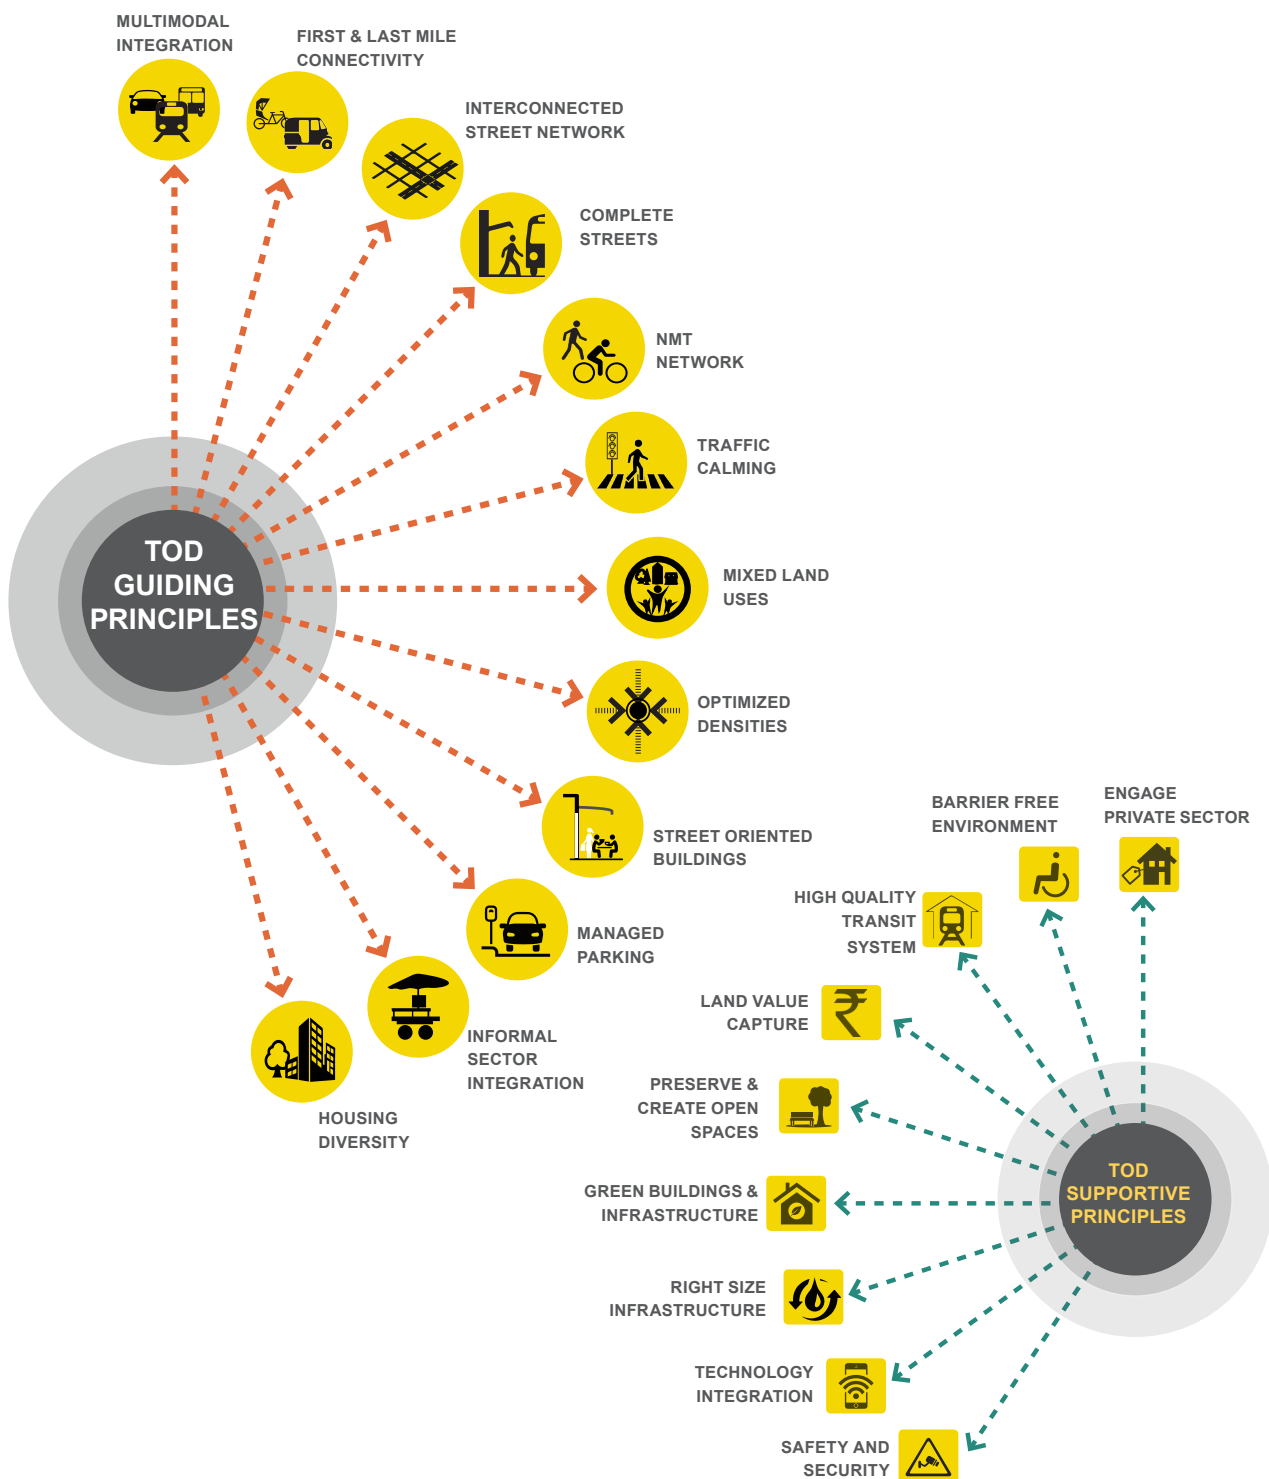 MULTIMODAL
INTEGRATION
FIRST & LAST MILE
CONNECTIVITY
INTERCONNECTED
STREET NETWORK
COMPLETE
STREETS
NMT
NETWORK
TRAFFIC
CALMING
TOD
GUIDING
PRINCIPLES
MIXED LAND
USES
OPTIMIZED
DENSITIES
STREET ORIENTED
BUILDINGS
MANAGED
PARKING
INFORMAL
SECTOR
INTEGRATION
HOUSING
DIVERSITY
ENGAGE
PRIVATE SECTOR
BARRIER FREE
ENVIRONMENT
HIGH QUALITY
TRANSIT
SYSTEM
LAND VALUE
CAPTURE
₹
PRESERVE &
CREATE OPEN
SPACES
TOD
SUPPORTIVE
PRINCIPLES
GREEN BUILDINGS &
INFRASTRUCTURE
RIGHT SIZE
INFRASTRUCTURE
TECHNOLOGY
INTEGRATION
SAFETY AND
SECURITY